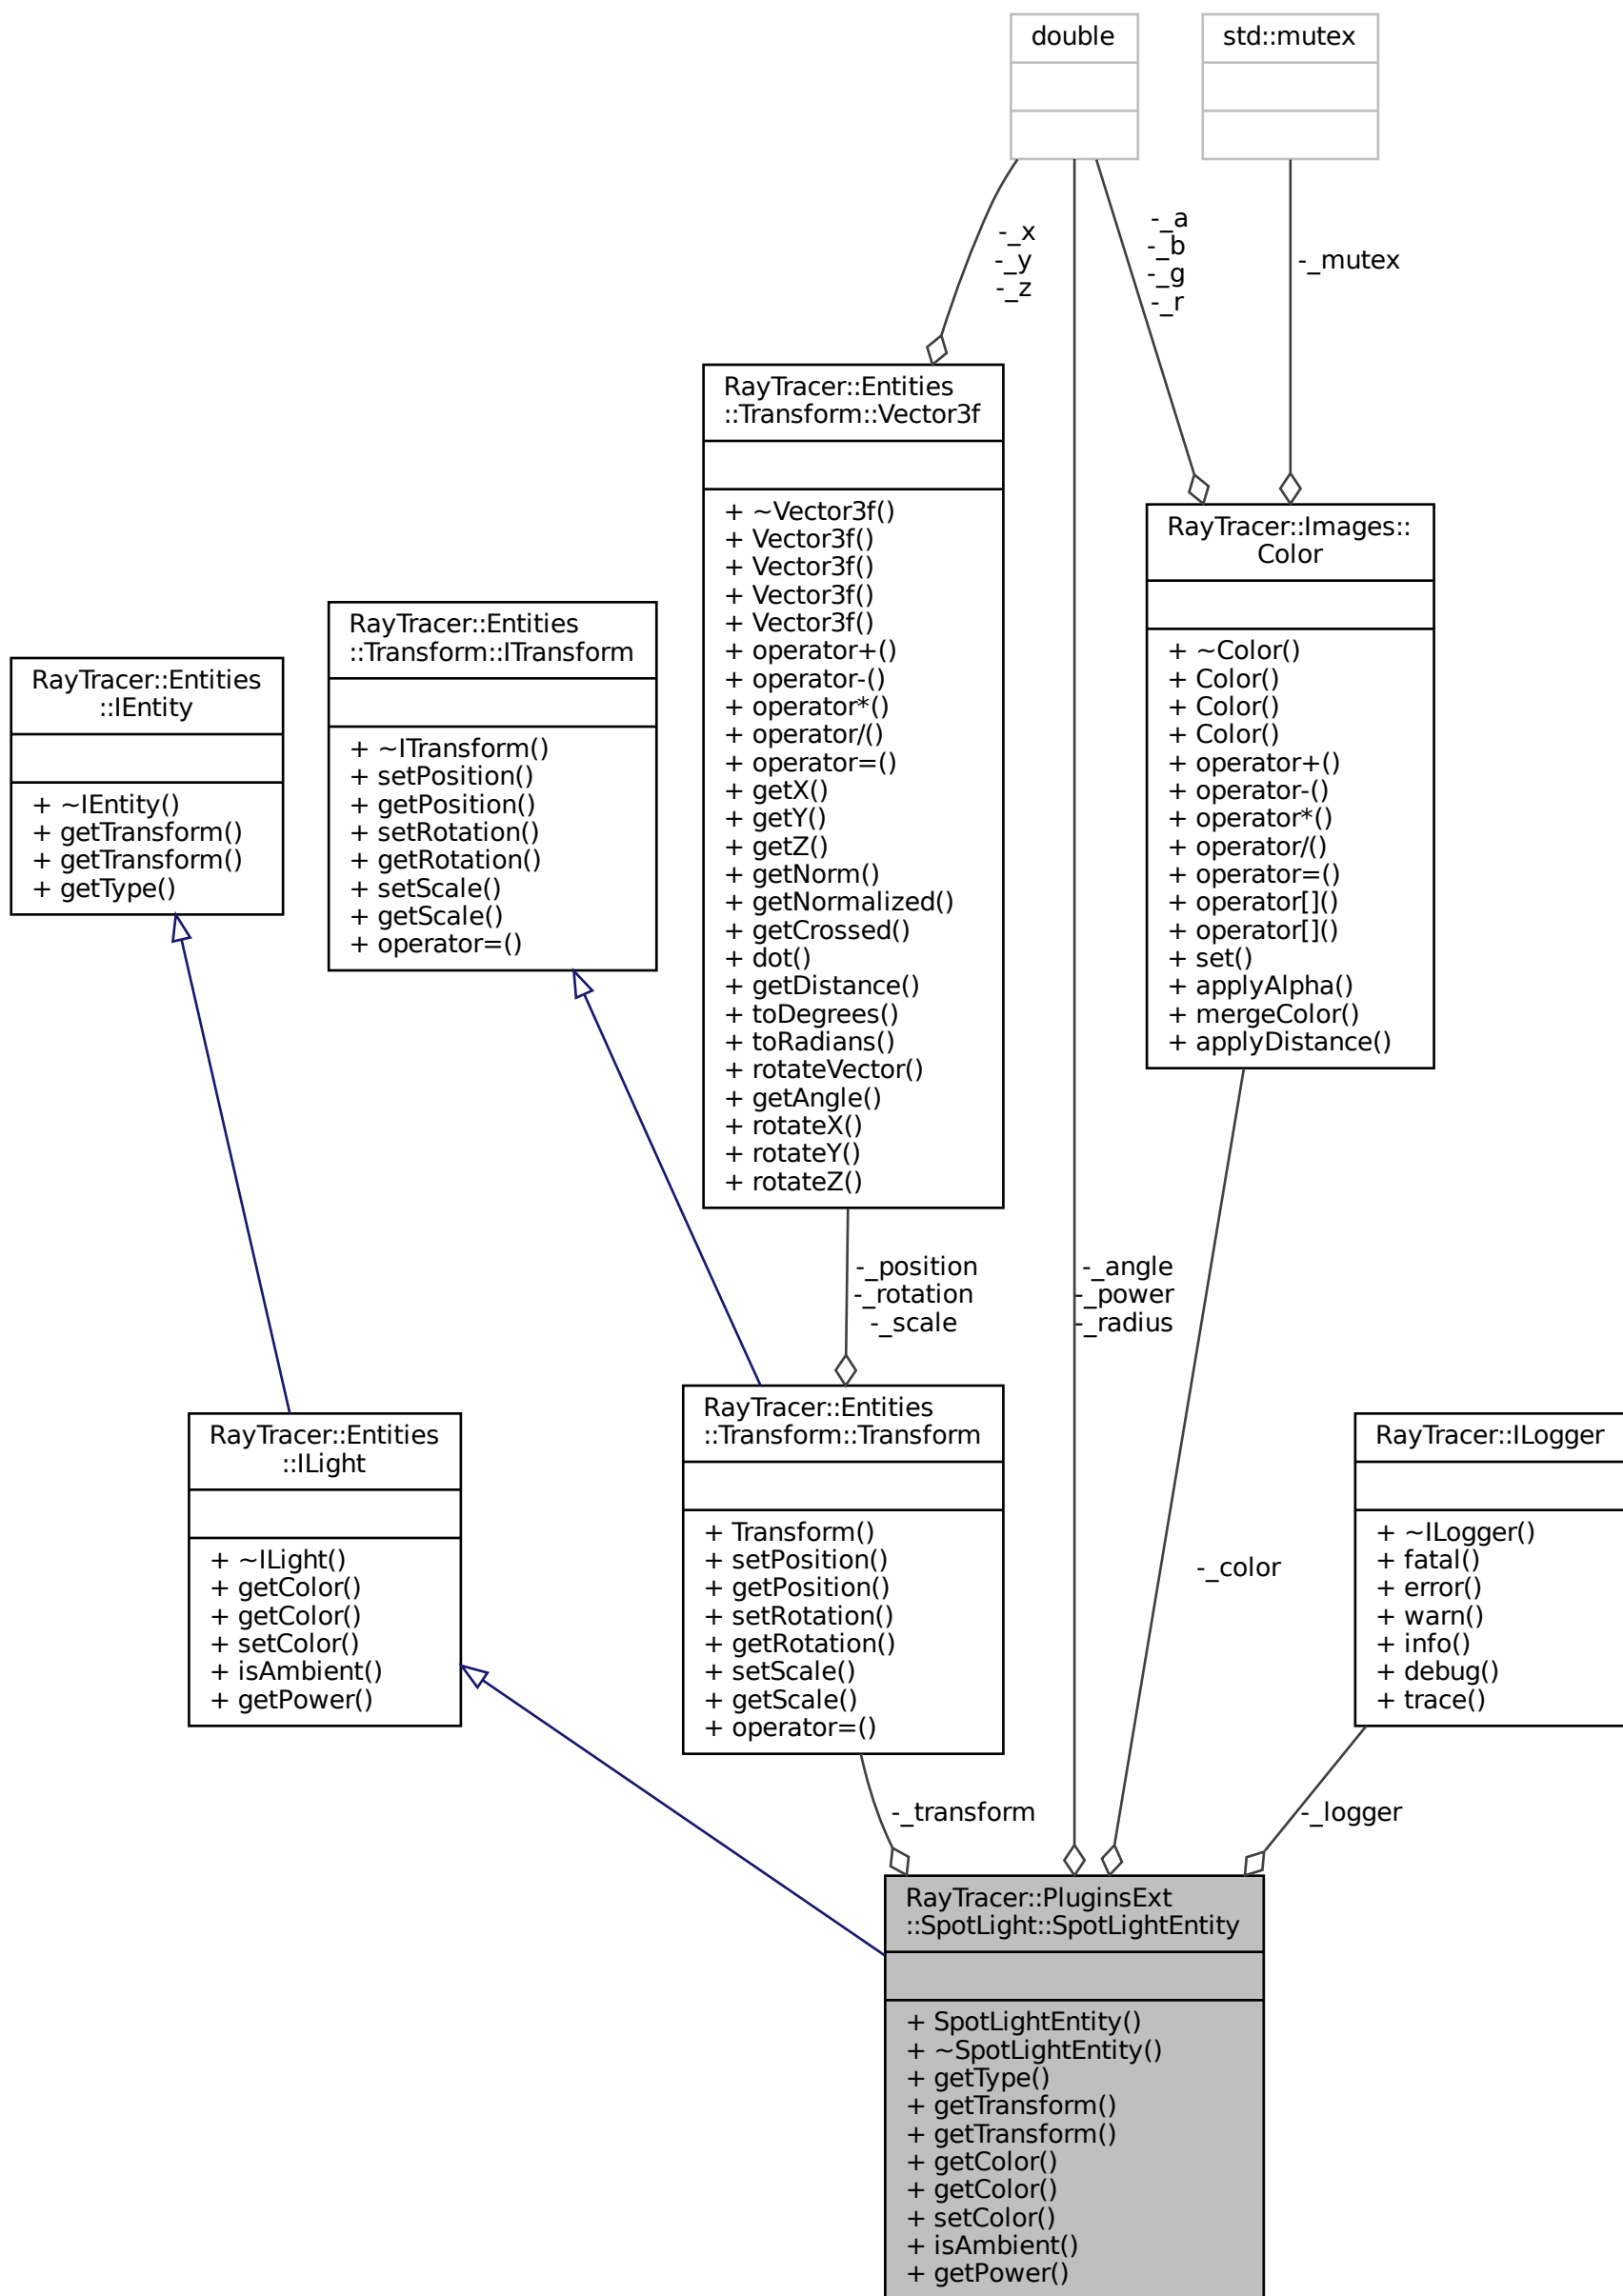 double
std::mutex
-_x
-_y
-_z
-_a
-_b
-_g
-_r
-_mutex
RayTracer::Entities
::Transform::Vector3f
+ ~Vector3f()
+ Vector3f()
+ Vector3f()
+ Vector3f()
+ Vector3f()
+ operator+()
+ operator-()
+ operator*()
+ operator/()
+ operator=()
+ getX()
+ getY()
+ getZ()
+ getNorm()
+ getNormalized()
+ getCrossed()
+ dot()
+ getDistance()
+ toDegrees()
+ toRadians()
+ rotateVector()
+ getAngle()
+ rotateX()
+ rotateY()
+ rotateZ()
RayTracer::Images::
Color
+ ~Color()
+ Color()
+ Color()
+ Color()
+ operator+()
+ operator-()
+ operator*()
+ operator/()
+ operator=()
+ operator[]()
+ operator[]()
+ set()
+ applyAlpha()
+ mergeColor()
+ applyDistance()
RayTracer::Entities
::Transform::ITransform
+ ~ITransform()
+ setPosition()
+ getPosition()
+ setRotation()
+ getRotation()
+ setScale()
+ getScale()
+ operator=()
RayTracer::Entities
::IEntity
+ ~IEntity()
+ getTransform()
+ getTransform()
+ getType()
-_position
-_rotation
-_scale
-_angle
-_power
-_radius
RayTracer::Entities
::ILight
+ ~ILight()
+ getColor()
+ getColor()
+ setColor()
+ isAmbient()
+ getPower()
RayTracer::Entities
::Transform::Transform
+ Transform()
+ setPosition()
+ getPosition()
+ setRotation()
+ getRotation()
+ setScale()
+ getScale()
+ operator=()
-_color
RayTracer::ILogger
+ ~ILogger()
+ fatal()
+ error()
+ warn()
+ info()
+ debug()
+ trace()
-_transform
-_logger
RayTracer::PluginsExt
::SpotLight::SpotLightEntity
+ SpotLightEntity()
+ ~SpotLightEntity()
+ getType()
+ getTransform()
+ getTransform()
+ getColor()
+ getColor()
+ setColor()
+ isAmbient()
+ getPower()